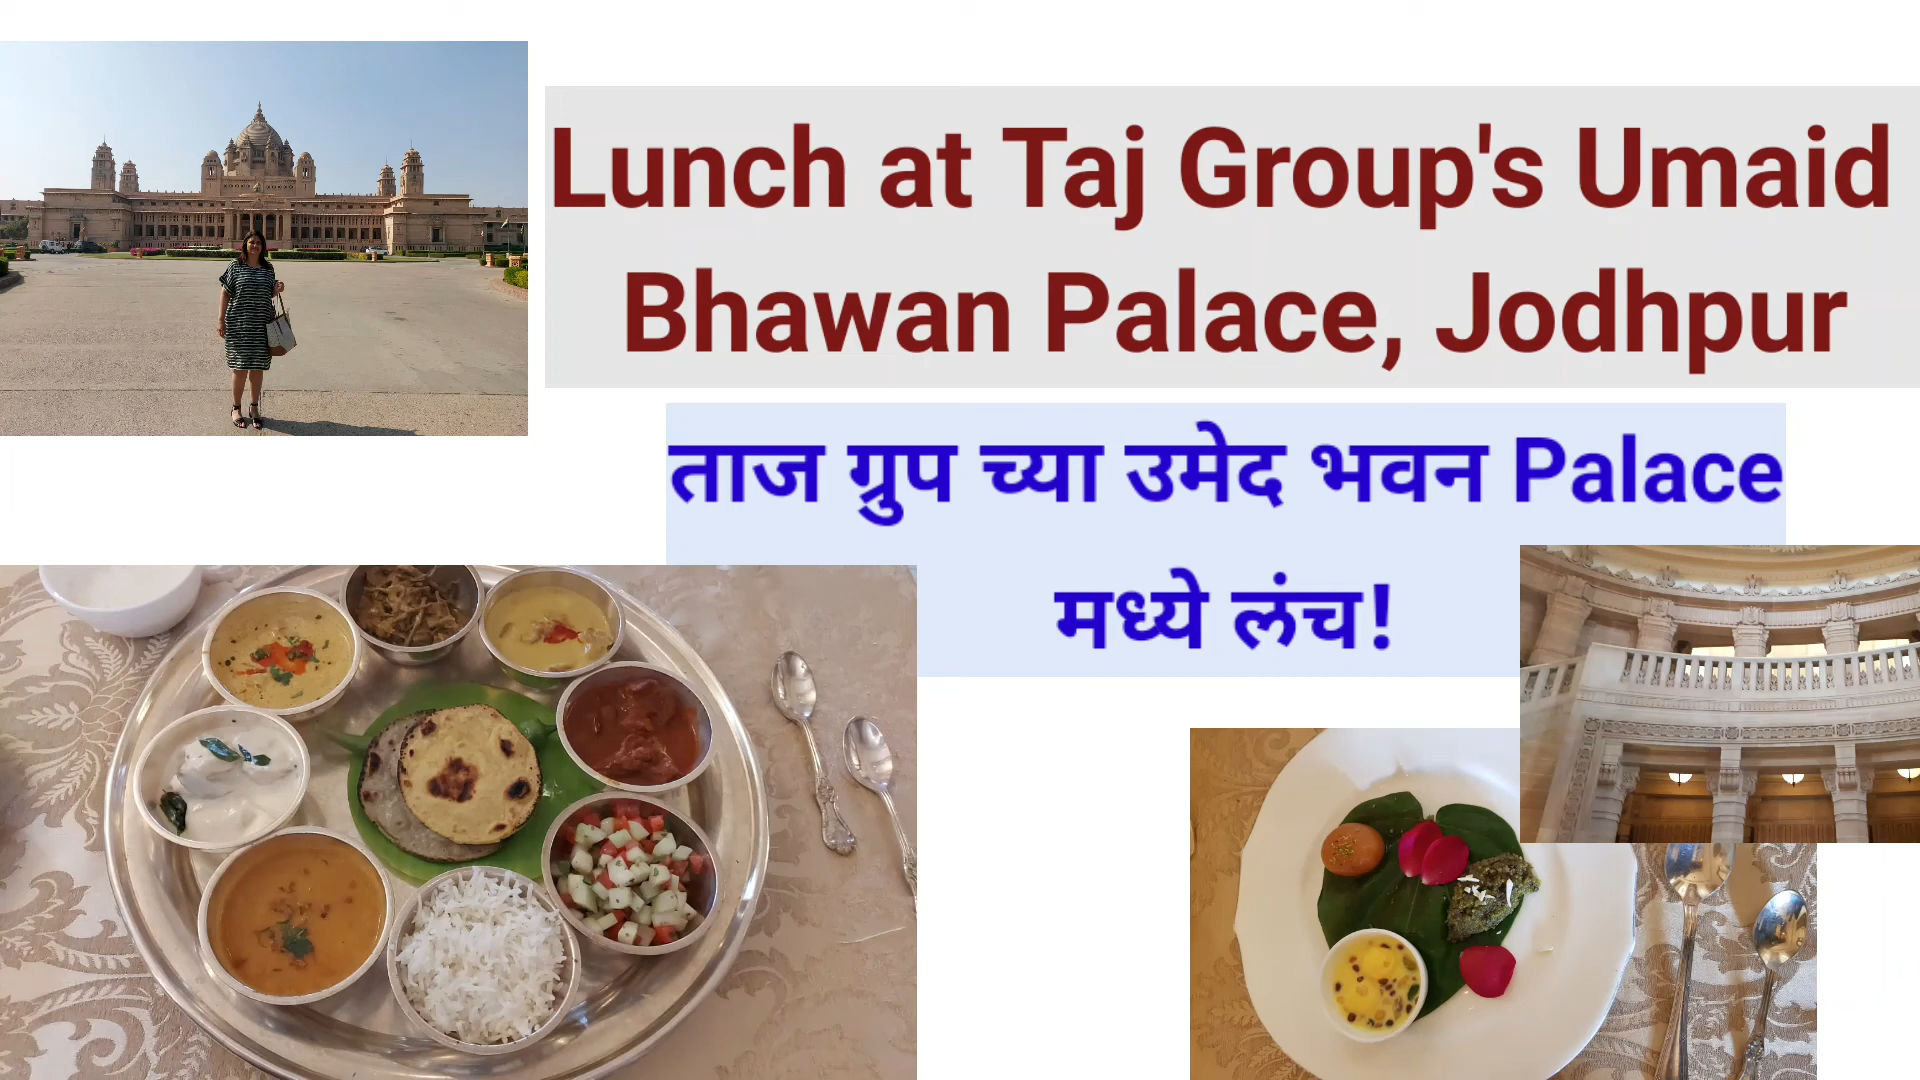 Lunch at Taj Group's Umaid
Bhawan Palace, Jodhpur
ताज ग्रुप च्या उमेद भवन Palace
मध्ये लंच!